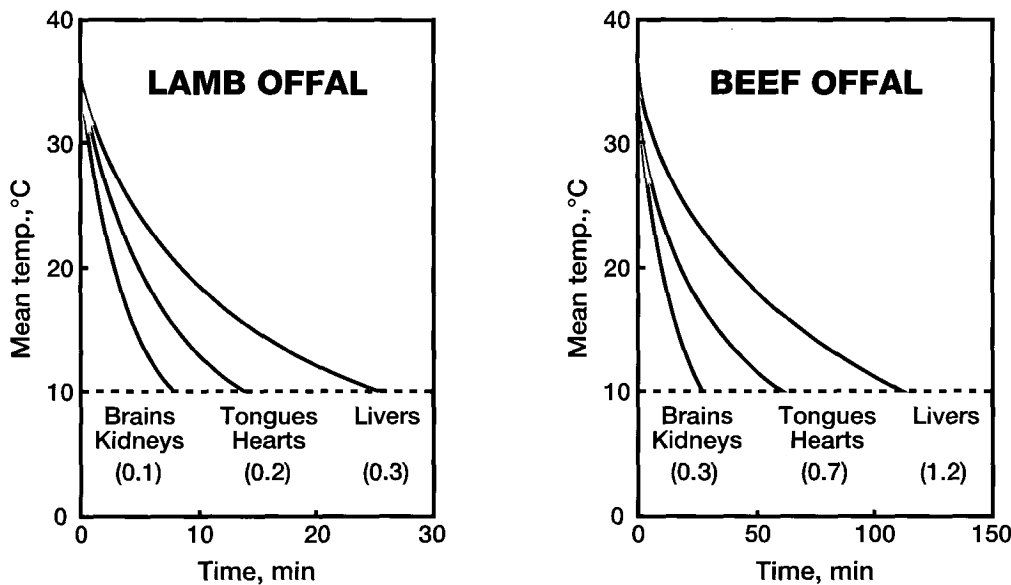 40
30
20
10
0
Mean temp.,°C
LAMB OFFAL
Brains
Kidneys
(0.1)
Tongues
Hearts
(0.2)
Livers
(0.3)
0 10 20 30
Time, min
40
30
20
10
0
Mean temp.,°C
BEEF OFFAL
Brains
Kidneys
(0.3)
Tongues
Hearts
(0.7)
Livers
(1.2)
0 50 100 150
Time, min